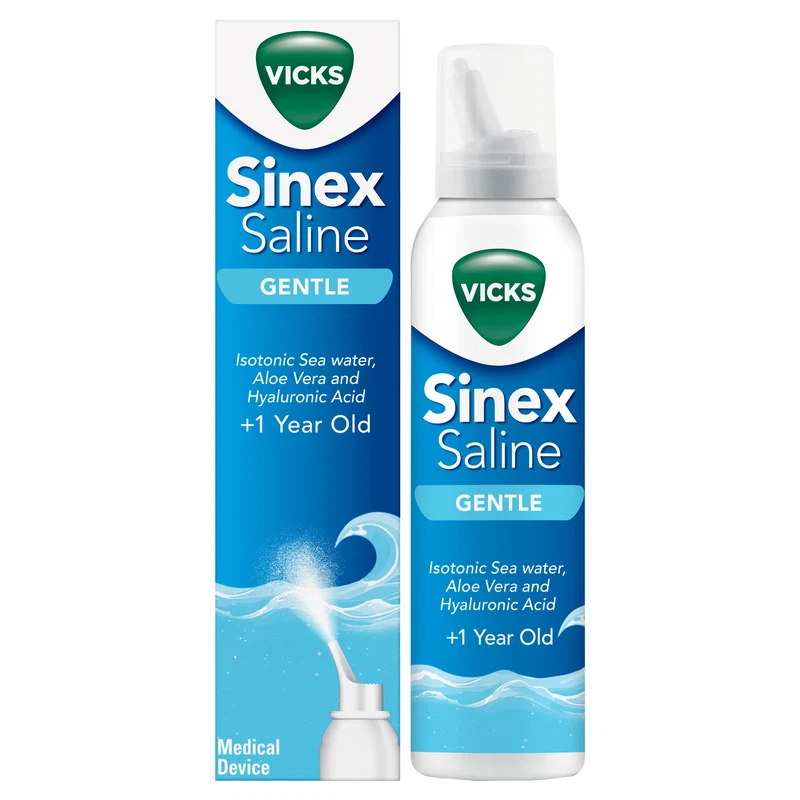 VICKS
Sinex
Saline
GENTLE
Isotonic Sea water,
Aloe Vera and
Hyaluronic Acid
+1 Year Old
Medical
Device
VICKS
Sinex
Saline
GENTLE
Isotonic Sea water,
Aloe Vera and
Hyaluronic Acid
+1 Year Old